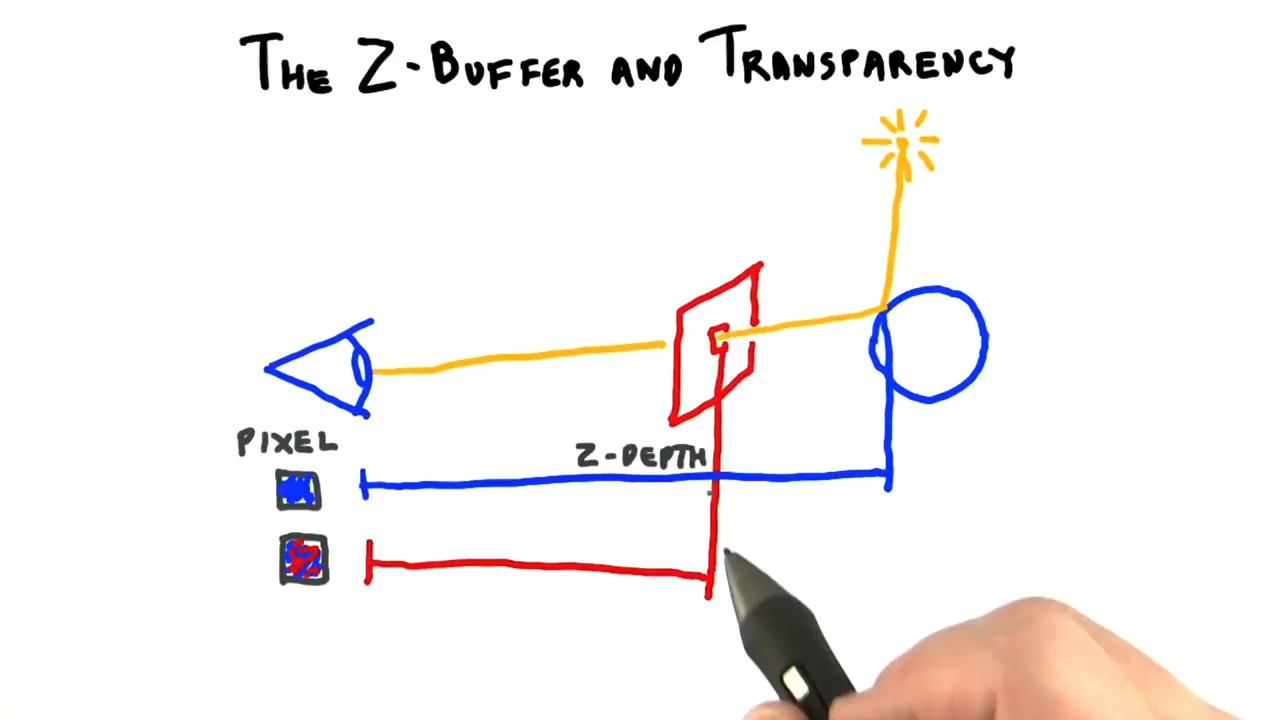 THE Z-BUFFER AND TRANSPARENCY
PIXEL
Z-DEPTH